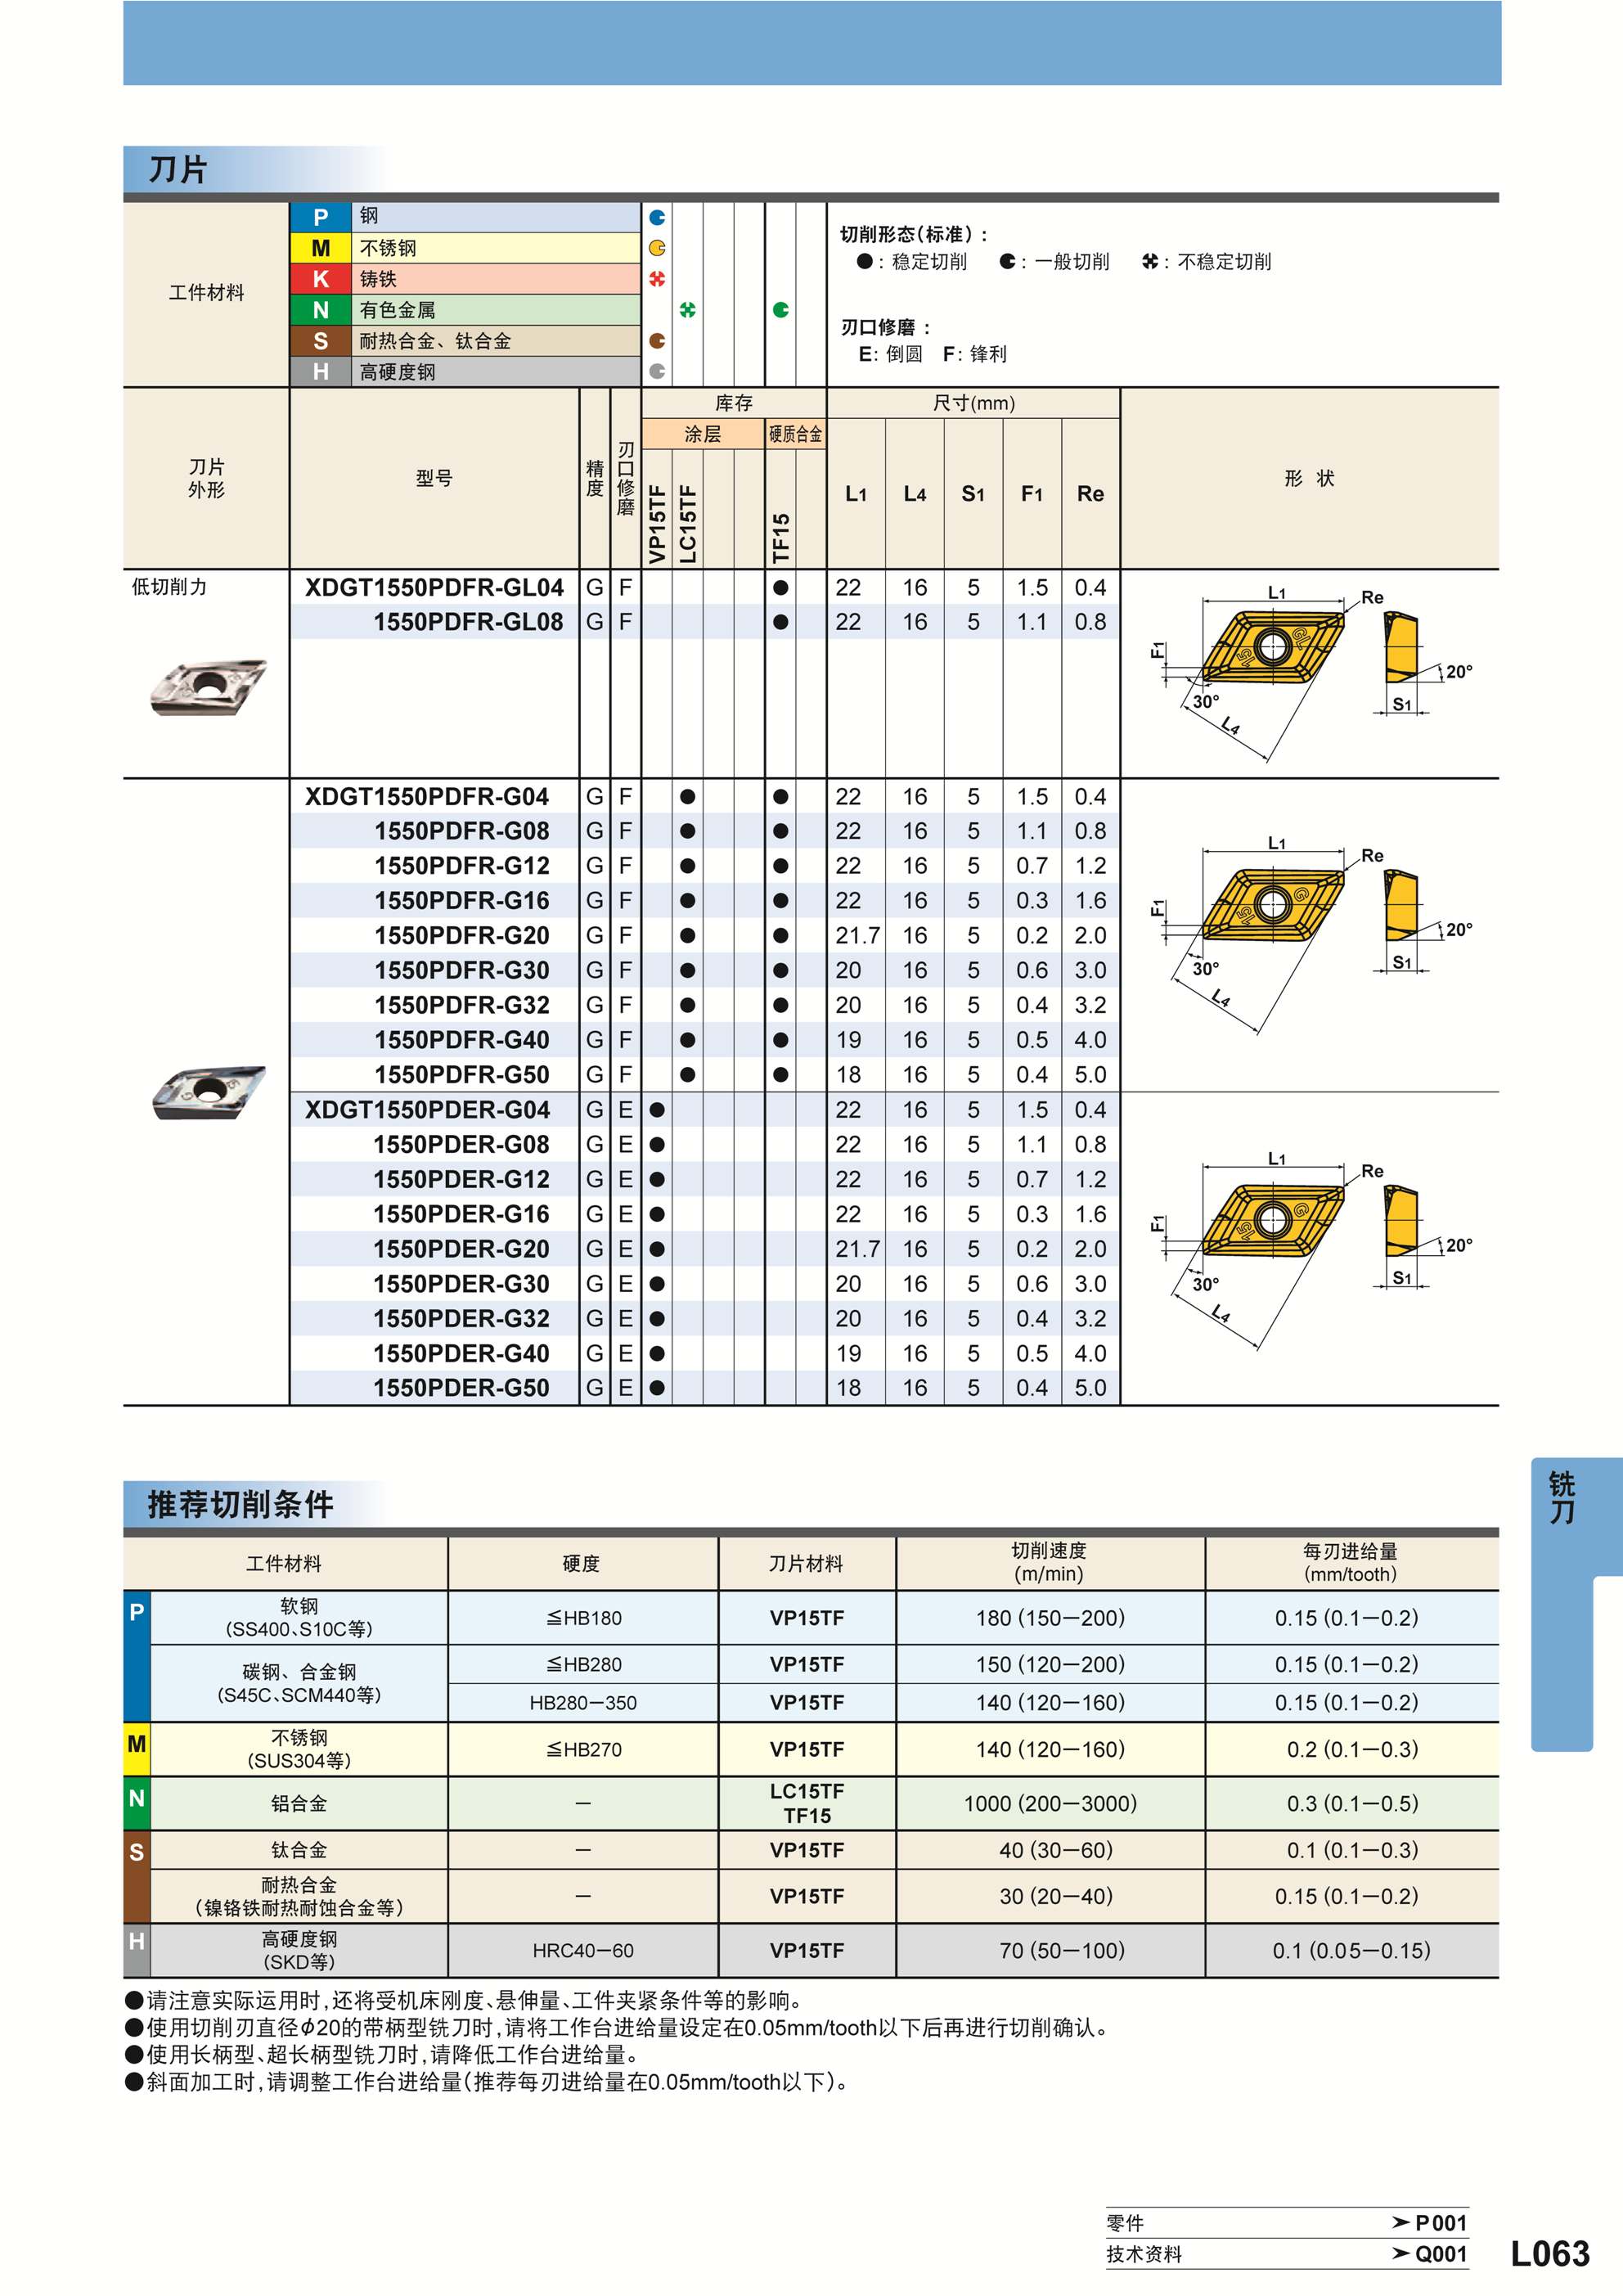 刀片
工件材料
P 钢
M 不锈钢
K 铸铁
N 有色金属
S 耐热合金、钛合金
H 高硬度钢
切削形态(标准)：
●：稳定切削 ：一般切削 ：不稳定切削
刃口修磨：
E: 倒圆 F: 锋利
刀片外形 型号 精度 刃口修磨 库存 尺寸(mm) 形 状
涂层 硬质合金
VP15TF LC15TF TF15 L1 L4 S1 F1 Re
低切削力
XDGT1550PDFR-GL04 G F ● 22 16 5 1.5 0.4
1550PDFR-GL08 G F ● 22 16 5 1.1 0.8
L1 Re F1 GL 15 30° L4 S1 20°
XDGT1550PDFR-G04 G F ● ● 22 16 5 1.5 0.4
1550PDFR-G08 G F ● ● 22 16 5 1.1 0.8
1550PDFR-G12 G F ● ● 22 16 5 0.7 1.2
1550PDFR-G16 G F ● ● 22 16 5 0.3 1.6
1550PDFR-G20 G F ● ● 21.7 16 5 0.2 2.0
1550PDFR-G30 G F ● ● 20 16 5 0.6 3.0
1550PDFR-G32 G F ● ● 20 16 5 0.4 3.2
1550PDFR-G40 G F ● ● 19 16 5 0.5 4.0
1550PDFR-G50 G F ● ● 18 16 5 0.4 5.0
L1 Re F1 G 15 30° L4 S1 20°
XDGT1550PDER-G04 G E ● 22 16 5 1.5 0.4
1550PDER-G08 G E ● 22 16 5 1.1 0.8
1550PDER-G12 G E ● 22 16 5 0.7 1.2
1550PDER-G16 G E ● 22 16 5 0.3 1.6
1550PDER-G20 G E ● 21.7 16 5 0.2 2.0
1550PDER-G30 G E ● 20 16 5 0.6 3.0
1550PDER-G32 G E ● 20 16 5 0.4 3.2
1550PDER-G40 G E ● 19 16 5 0.5 4.0
1550PDER-G50 G E ● 18 16 5 0.4 5.0
L1 Re F1 G 15 30° L4 S1 20°
铣刀
推荐切削条件
工件材料 硬度 刀片材料 切削速度 (m/min) 每刃进给量 (mm/tooth)
P 软钢 (SS400、S10C等) ≦HB180 VP15TF 180 (150－200) 0.15 (0.1－0.2)
碳钢、合金钢 (S45C、SCM440等) ≦HB280 VP15TF 150 (120－200) 0.15 (0.1－0.2)
HB280－350 VP15TF 140 (120－160) 0.15 (0.1－0.2)
M 不锈钢 (SUS304等) ≦HB270 VP15TF 140 (120－160) 0.2 (0.1－0.3)
N 铝合金 － LC15TF TF15 1000 (200－3000) 0.3 (0.1－0.5)
S 钛合金 － VP15TF 40 (30－60) 0.1 (0.1－0.3)
耐热合金 (镍铬铁耐热耐蚀合金等) － VP15TF 30 (20－40) 0.15 (0.1－0.2)
H 高硬度钢 (SKD等) HRC40－60 VP15TF 70 (50－100) 0.1 (0.05－0.15)
●请注意实际运用时,还将受机床刚度、悬伸量、工件夹紧条件等的影响。
●使用切削刃直径φ20的带柄型铣刀时,请将工作台进给量设定在0.05mm/tooth以下后再进行切削确认。
●使用长柄型、超长柄型铣刀时,请降低工作台进给量。
●斜面加工时,请调整工作台进给量(推荐每刃进给量在0.05mm/tooth以下)。
零件 ➤ P001
技术资料 ➤ Q001
L063